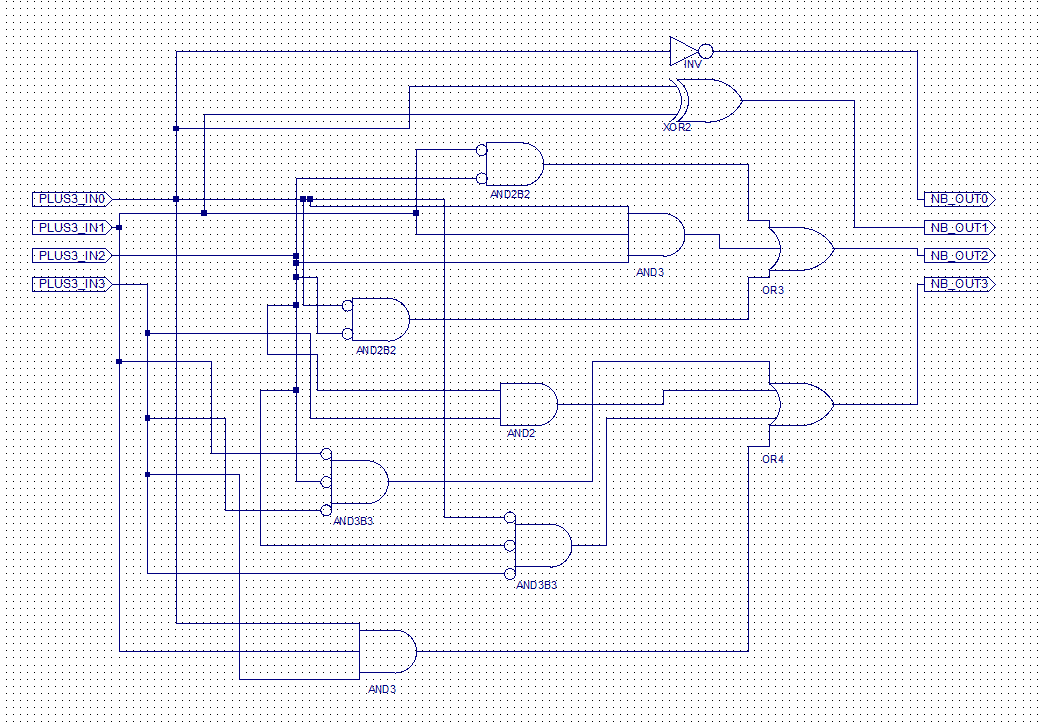 INV
XOR2
AND2B2
PLUS3_IN0
NB_OUT0
PLUS3_IN1
NB_OUT1
PLUS3_IN2
NB_OUT2
AND3
PLUS3_IN3
NB_OUT3
OR3
AND2B2
AND2
OR4
AND3B3
AND3B3
AND3